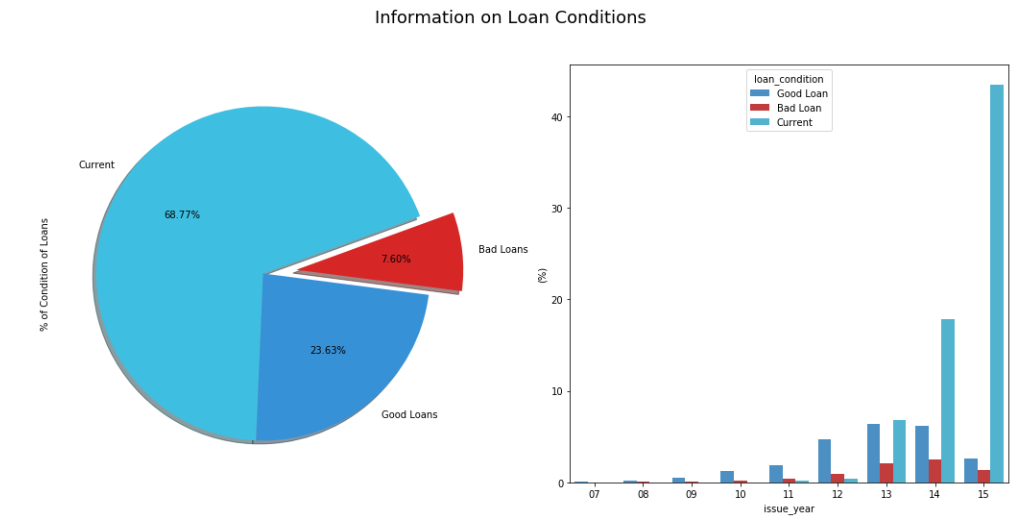 Information on Loan Conditions
% of Condition of Loans
Current
68.77%
Bad Loans
7.60%
23.63%
Good Loans
loan_condition
Good Loan
Bad Loan
Current
(%)
40
30
20
10
0
07 08 09 10 11 12 13 14 15
issue_year